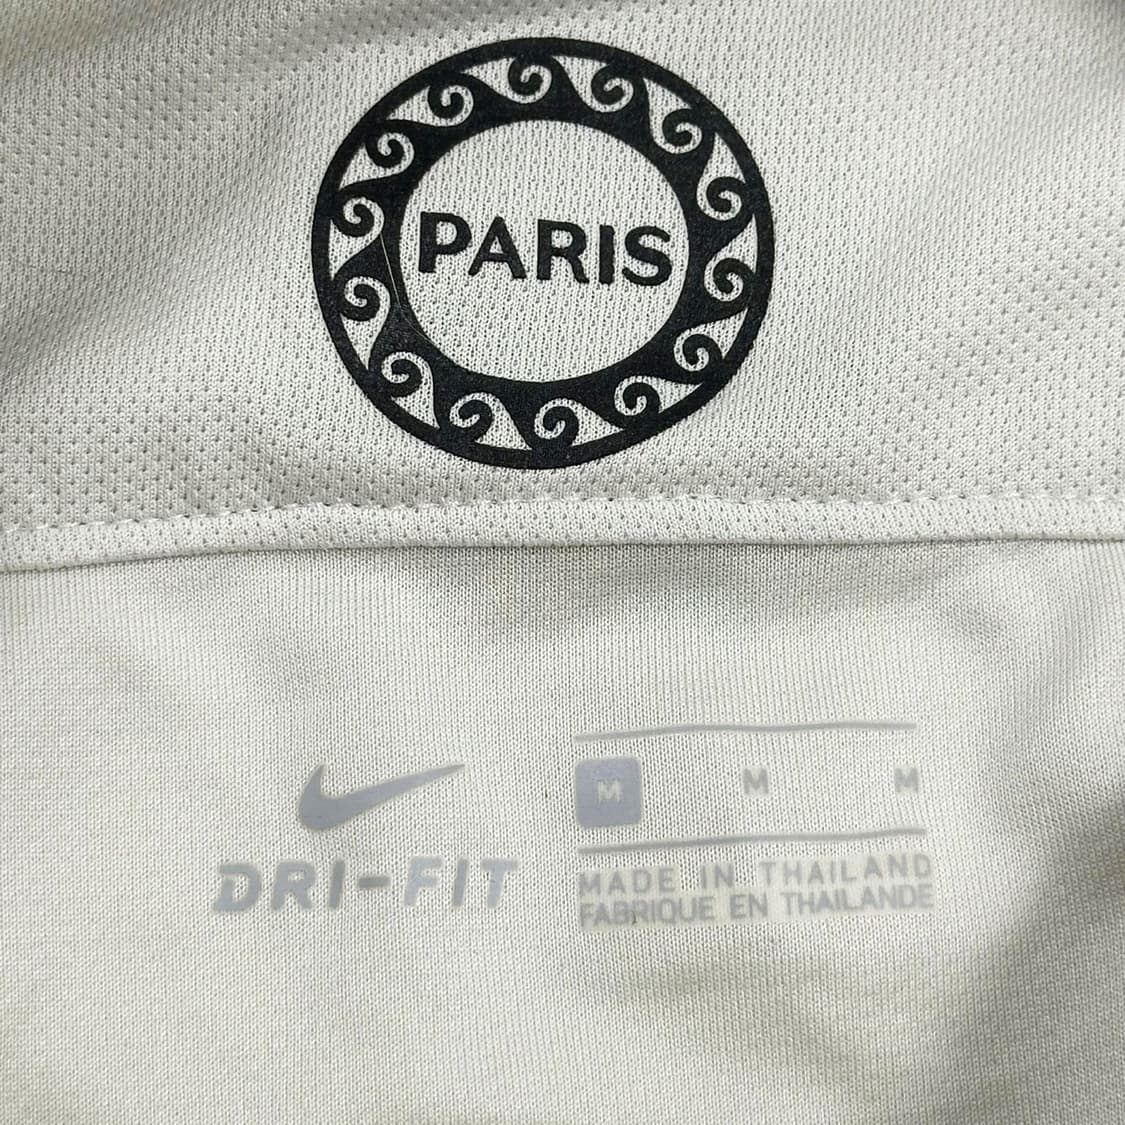 PARIS
M M M
DRI-FIT
MADE IN THAILAND
FABRIQUE EN THAILANDE